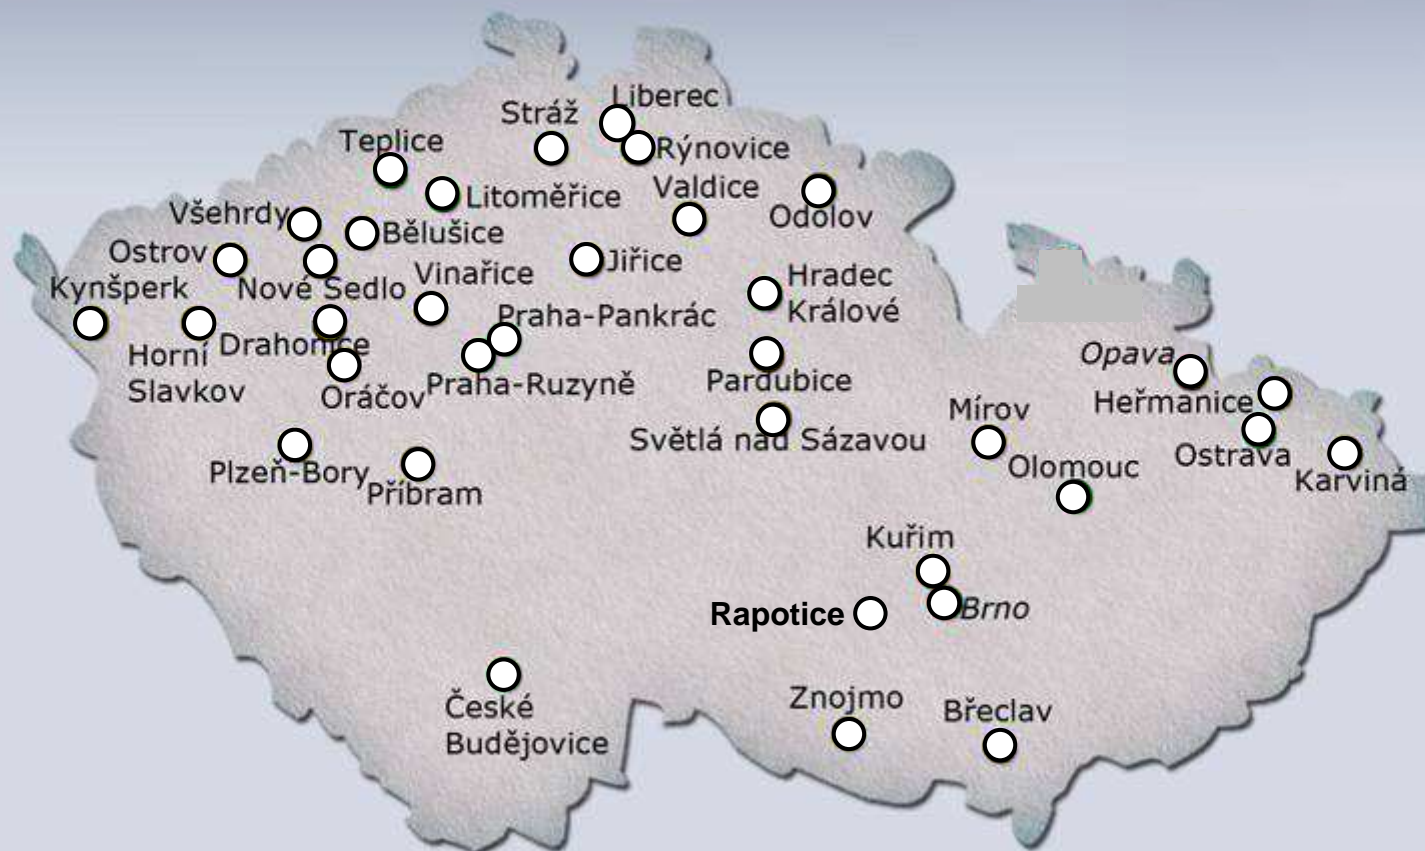 Liberec
Stráž
Teplice
Rýnovice
Valdice
Litoměřice
Odolov
Všehrdy
Bělušice
Ostrov
Jiřice
Vinařice
Hradec
Králové
Kynšperk
Nové Sedlo
Praha-Pankrác
Drahonice
Horní
Slavkov
Opava
Pardubice
Praha-Ruzyně
Oráčov
Heřmanice
Mírov
Světlá nad Sázavou
Ostrava
Olomouc
Plzeň-Bory
Karviná
Příbram
Kuřim
Brno
Rapotice
Znojmo
České
Budějovice
Břeclav